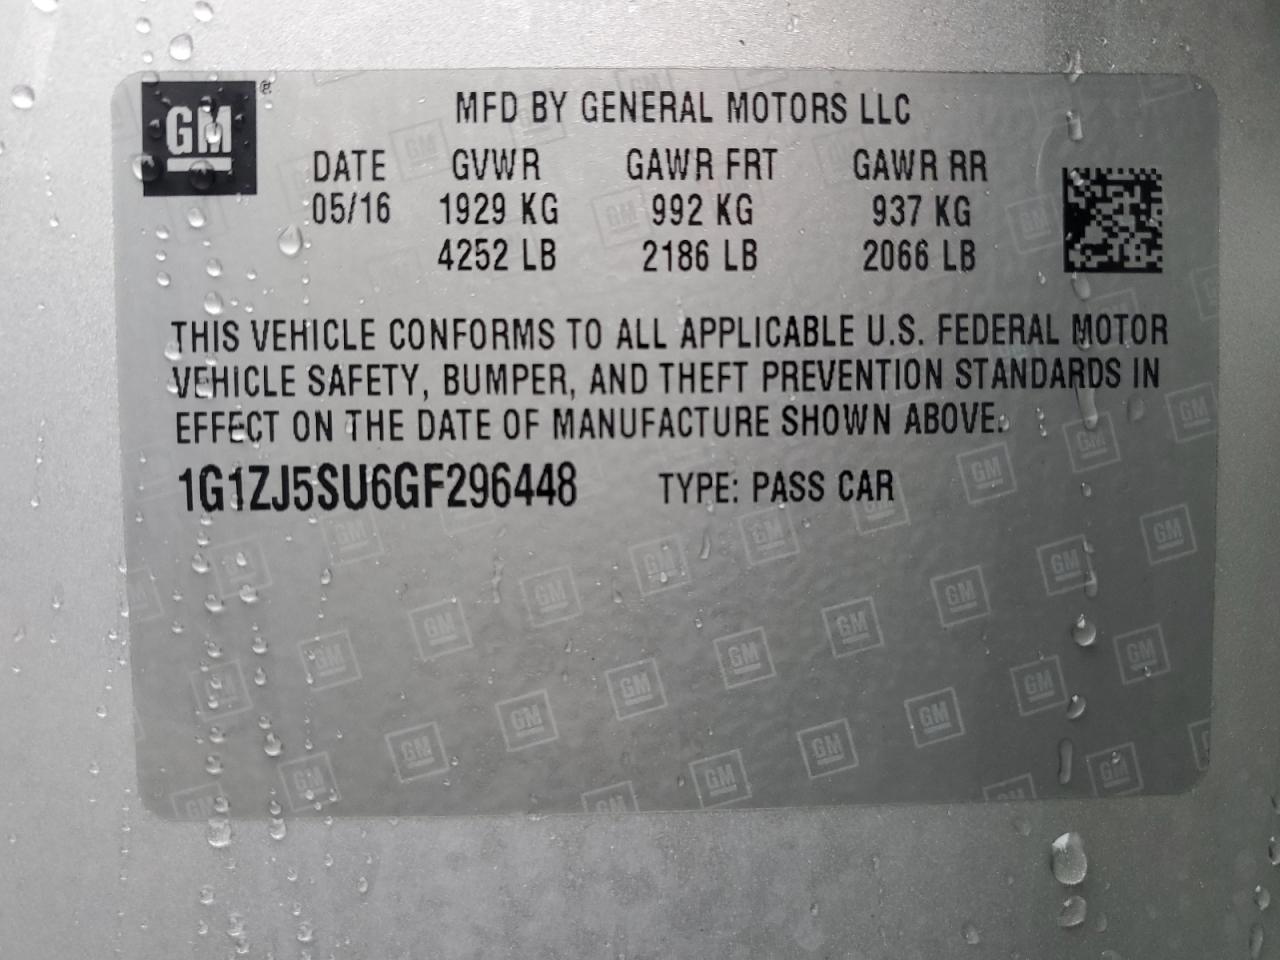 GM ®
MFD BY GENERAL MOTORS LLC
DATE GVWR GAWR FRT GAWR RR
05/16 1929 KG 992 KG 937 KG
4252 LB 2186 LB 2066 LB
THIS VEHICLE CONFORMS TO ALL APPLICABLE U.S. FEDERAL MOTOR
VEHICLE SAFETY, BUMPER, AND THEFT PREVENTION STANDARDS IN
EFFECT ON THE DATE OF MANUFACTURE SHOWN ABOVE.
1G1ZJ5SU6GF296448 TYPE: PASS CAR